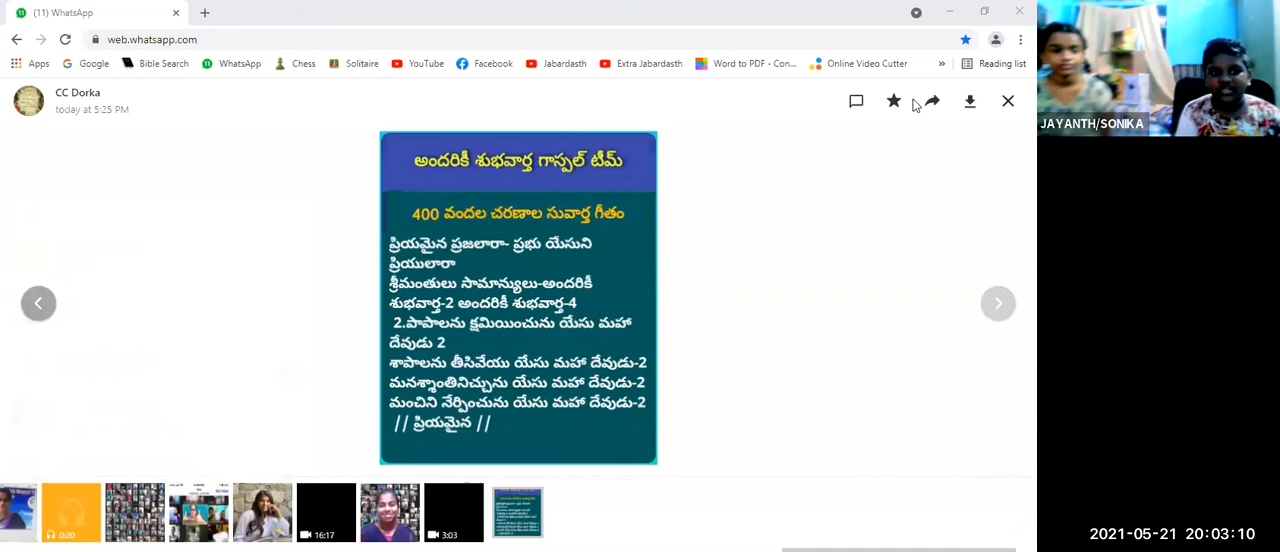 (11) WhatsApp
web.whatsapp.com
Apps Google Bible Search WhatsApp Chess Solitaire YouTube Facebook Jabardasth Extra Jabardasth Word to PDF - Con... Online Video Cutter » Reading list
CC Dorka
today at 5:25 PM
JAYANTH/SONIKA
అందరికీ శుభవార్త గాస్పల్ టీమ్
400 వందల చరణాల సువార్త గీతం
ప్రియమైన ప్రజలారా- ప్రభు యేసుని
ప్రియులారా
శ్రీమంతులు సామాన్యులు-అందరికీ
శుభవార్త-2 అందరికీ శుభవార్త-4
2.పాపాలను క్షమియించును యేసు మహా
దేవుడు 2
శాపాలను తీసివేయు యేసు మహా దేవుడు-2
మనశ్శాంతినిచ్చును యేసు మహా దేవుడు-2
మంచిని నేర్పించును యేసు మహా దేవుడు-2
// ప్రియమైన //
0:20
16:17
3:03
2021-05-21 20:03:10